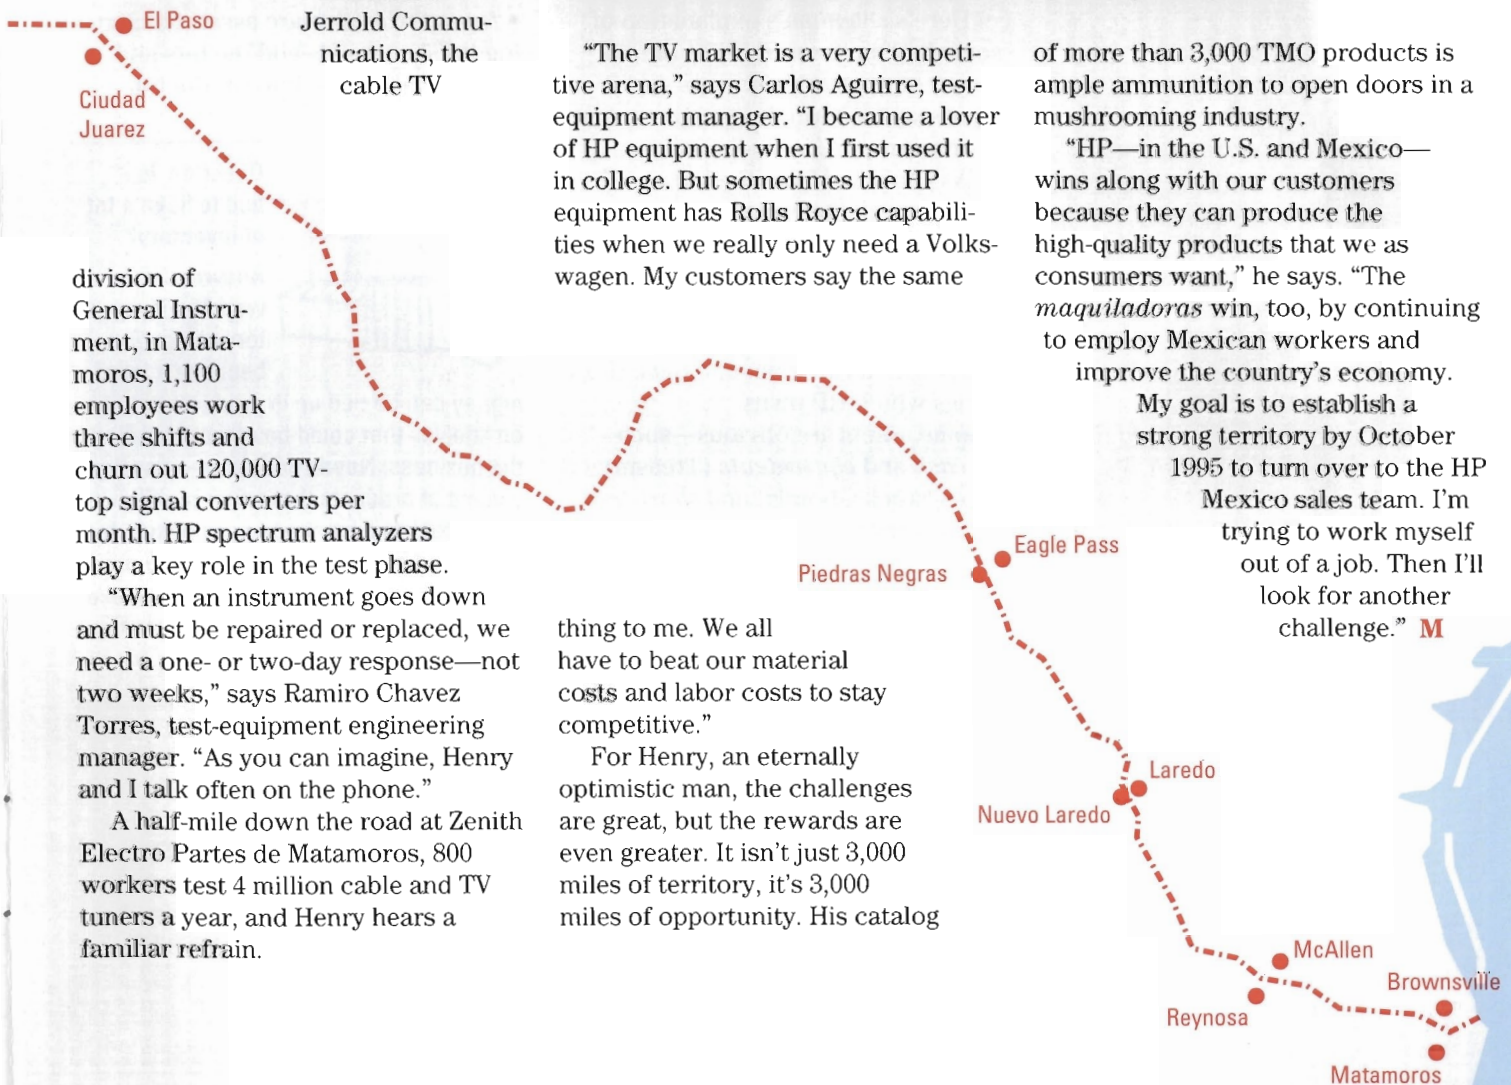 El Paso
Ciudad
Juarez
Jerrold Commu-
nications, the
cable TV
division of
General Instru-
ment, in Mata-
moros, 1,100
employees work
three shifts and
churn out 120,000 TV-
top signal converters per
month. HP spectrum analyzers
play a key role in the test phase.
“When an instrument goes down
and must be repaired or replaced, we
need a one- or two-day response—not
two weeks,” says Ramiro Chavez
Torres, test-equipment engineering
manager. “As you can imagine, Henry
and I talk often on the phone.”
A half-mile down the road at Zenith
Electro Partes de Matamoros, 800
workers test 4 million cable and TV
tuners a year, and Henry hears a
familiar refrain.
“The TV market is a very competi-
tive arena,” says Carlos Aguirre, test-
equipment manager. “I became a lover
of HP equipment when I first used it
in college. But sometimes the HP
equipment has Rolls Royce capabili-
ties when we really only need a Volks-
wagen. My customers say the same
thing to me. We all
have to beat our material
costs and labor costs to stay
competitive.”
For Henry, an eternally
optimistic man, the challenges
are great, but the rewards are
even greater. It isn't just 3,000
miles of territory, it's 3,000
miles of opportunity. His catalog
of more than 3,000 TMO products is
ample ammunition to open doors in a
mushrooming industry.
“HP—in the U.S. and Mexico—
wins along with our customers
because they can produce the
high-quality products that we as
consumers want,” he says. “The
maquiladoras win, too, by continuing
to employ Mexican workers and
improve the country's economy.
My goal is to establish a
strong territory by October
1995 to turn over to the HP
Mexico sales team. I'm
trying to work myself
out of a job. Then I'll
look for another
challenge.” M
Eagle Pass
Piedras Negras
Laredo
Nuevo Laredo
McAllen
Reynosa
Brownsville
Matamoros